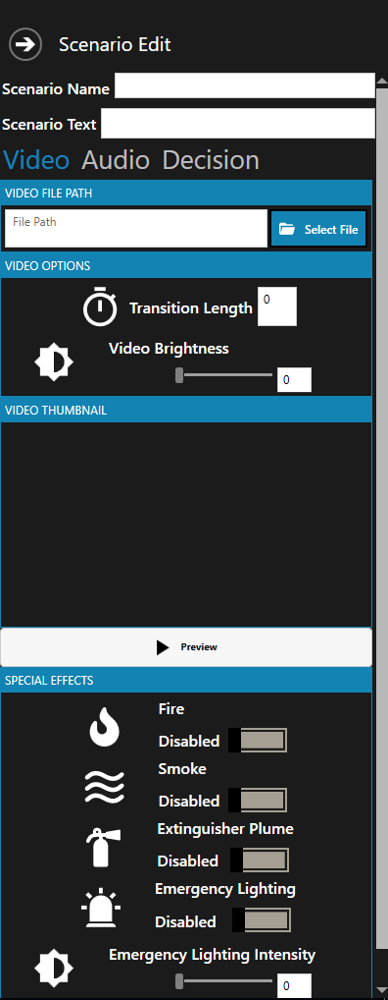 Scenario Edit
Scenario Name
Scenario Text
Video Audio Decision
VIDEO FILE PATH
File Path
Select File
VIDEO OPTIONS
Transition Length 0
Video Brightness
0
VIDEO THUMBNAIL
Preview
SPECIAL EFFECTS
Fire
Disabled
Smoke
Disabled
Extinguisher Plume
Disabled
Emergency Lighting
Disabled
Emergency Lighting Intensity
0